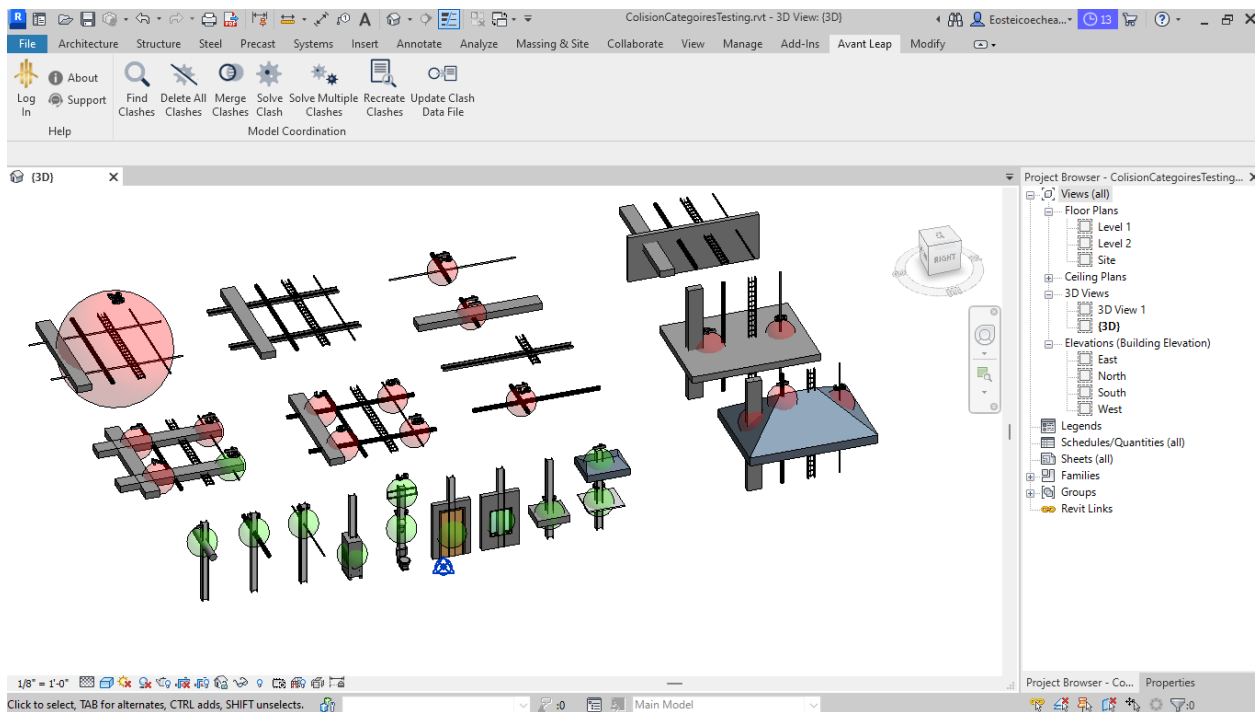 R A ColisionCategoiresTesting.rvt - 3D View: {3D} Eosteicoechea... 13 ?
File Architecture Structure Steel Precast Systems Insert Annotate Analyze Massing & Site Collaborate View Manage Add-Ins Avant Leap Modify
Log In
About
Support
Find Clashes
Delete All Clashes
Merge Clashes
Solve Clash
Solve Multiple Clashes
Recreate Clashes
Update Clash Data File
Help
Model Coordination
{3D} X
RIGHT
Project Browser - ColisionCategoiresTesting... X
Views (all)
Floor Plans
Level 1
Level 2
Site
Ceiling Plans
3D Views
3D View 1
{3D}
Elevations (Building Elevation)
East
North
South
West
Legends
Schedules/Quantities (all)
Sheets (all)
Families
Groups
Revit Links
1/8" = 1'-0"
Project Browser - Co... Properties
Click to select, TAB for alternates, CTRL adds, SHIFT unselects. :0 Main Model :0